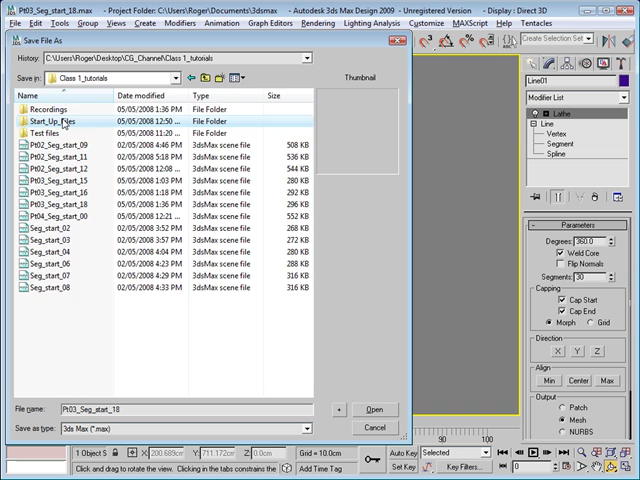 Pt03_Seg_start_18.max - Project Folder: C:\Users\Roger\Documents\3dsmax - Autodesk 3ds Max Design 2009 - Unregistered Version - Display : Direct 3D
File Edit Tools Group Views Create Modifiers Animation Graph Editors Rendering Lighting Analysis Customize MAXScript Help Tentacles
Save File As
Create Selection Set
History: C:\Users\Roger\Desktop\CG_Channel\Class 1_tutorials
Save in: Class 1_tutorials
Thumbnail
Line01
Modifier List
Name Date modified Type Size
Recordings 05/05/2008 1:36 PM File Folder
Start_Up_files 05/05/2008 12:50 ... File Folder
Test files 05/05/2008 11:20 ... File Folder
Pt02_Seg_start_09 02/05/2008 4:46 PM 3dsMax scene file 508 KB
Pt02_Seg_start_11 02/05/2008 5:18 PM 3dsMax scene file 536 KB
Pt02_Seg_start_12 05/05/2008 12:08 ... 3dsMax scene file 544 KB
Pt03_Seg_start_15 05/05/2008 1:03 PM 3dsMax scene file 280 KB
Pt03_Seg_start_16 05/05/2008 1:18 PM 3dsMax scene file 292 KB
Pt03_Seg_start_18 05/05/2008 1:36 PM 3dsMax scene file 296 KB
Pt04_Seg_start_00 05/05/2008 12:21 ... 3dsMax scene file 552 KB
Seg_start_02 02/05/2008 3:52 PM 3dsMax scene file 268 KB
Seg_start_03 02/05/2008 3:57 PM 3dsMax scene file 272 KB
Seg_start_04 02/05/2008 4:04 PM 3dsMax scene file 280 KB
Seg_start_06 02/05/2008 4:23 PM 3dsMax scene file 288 KB
Seg_start_07 02/05/2008 4:29 PM 3dsMax scene file 316 KB
Seg_start_08 02/05/2008 4:33 PM 3dsMax scene file 316 KB
Lathe
Line
Vertex
Segment
Spline
Parameters
Degrees: 360.0
Weld Core
Flip Normals
Segments: 30
Capping
Cap Start
Cap End
Morph Grid
Direction
X Y Z
Align
Min Center Max
Output
Patch
Mesh
NURBS
File name: Pt03_Seg_start_18 + Open
Save as type: 3ds Max (*.max) Cancel
90 100
1 Object S X: 200.689cm Y: 711.172cm Z: 0.0cm Grid = 10.0cm Auto Key Selected
Click and drag to rotate the view. Clicking in the tabs constrains the Add Time Tag Set Key Key Filters... 0